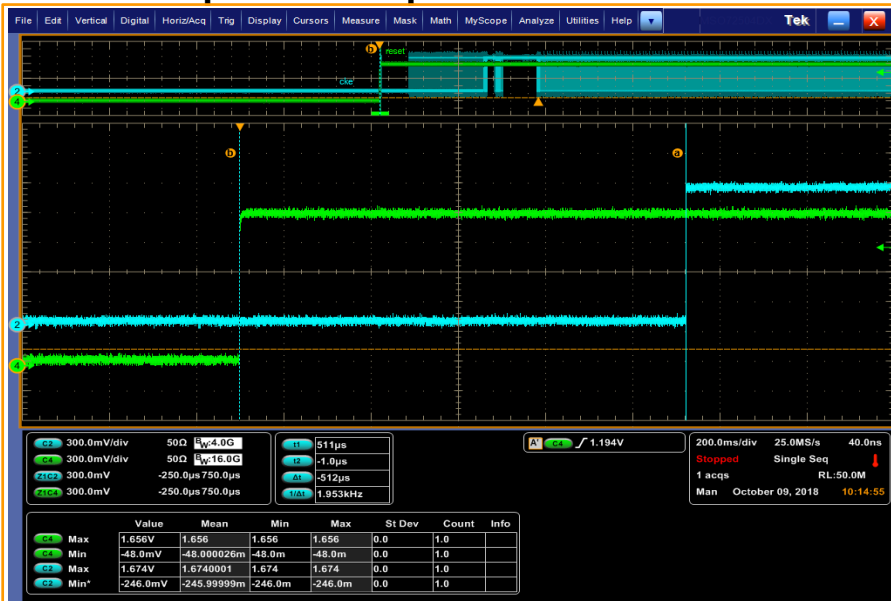 File Edit Vertical Digital Horiz/Acq Trig Display Cursors Measure Mask Math MyScope Analyze Utilities Help Tek X
b reset
cke
2
4
b a
2
4
C2 300.0mV/div 50Ω BW:4.0G
C4 300.0mV/div 50Ω BW:16.0G
Z1C2 300.0mV -250.0µs 750.0µs
Z1C4 300.0mV -250.0µs 750.0µs
t1 511µs
t2 -1.0µs
Δt -512µs
1/Δt 1.953kHz
A' C4 1.194V
200.0ms/div 25.0MS/s 40.0ns
Stopped Single Seq
1 acqs RL:50.0M
Man October 09, 2018 10:14:55
Value Mean Min Max St Dev Count Info
C4 Max 1.656V 1.656 1.656 1.656 0.0 1.0
C4 Min -48.0mV -48.000026m -48.0m -48.0m 0.0 1.0
C2 Max 1.674V 1.6740001 1.674 1.674 0.0 1.0
C2 Min* -246.0mV -245.99999m -246.0m -246.0m 0.0 1.0